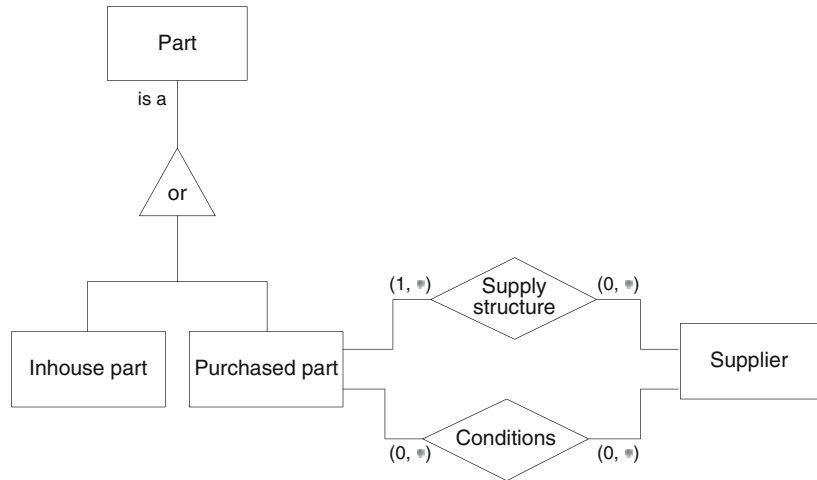 Part
is a
or
(1, *)
Supply
structure
(0, *)
Inhouse part
Purchased part
Supplier
(0, *)
Conditions
(0, *)